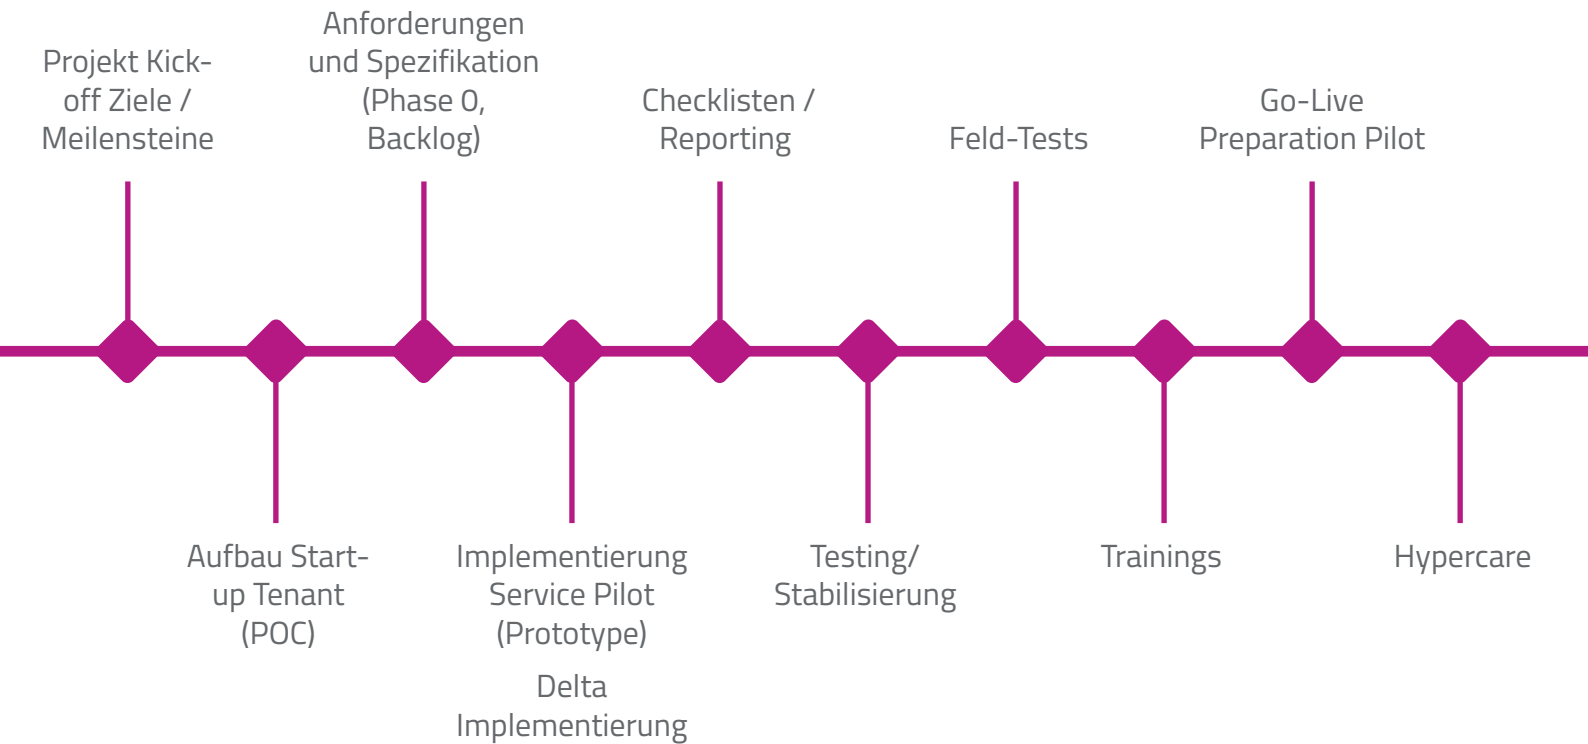 Projekt Kick-
off Ziele /
Meilensteine
Aufbau Start-
up Tenant
(POC)
Anforderungen
und Spezifikation
(Phase 0,
Backlog)
Implementierung
Service Pilot
(Prototype)
Delta
Implementierung
Checklisten /
Reporting
Testing/
Stabilisierung
Feld-Tests
Trainings
Go-Live
Preparation Pilot
Hypercare